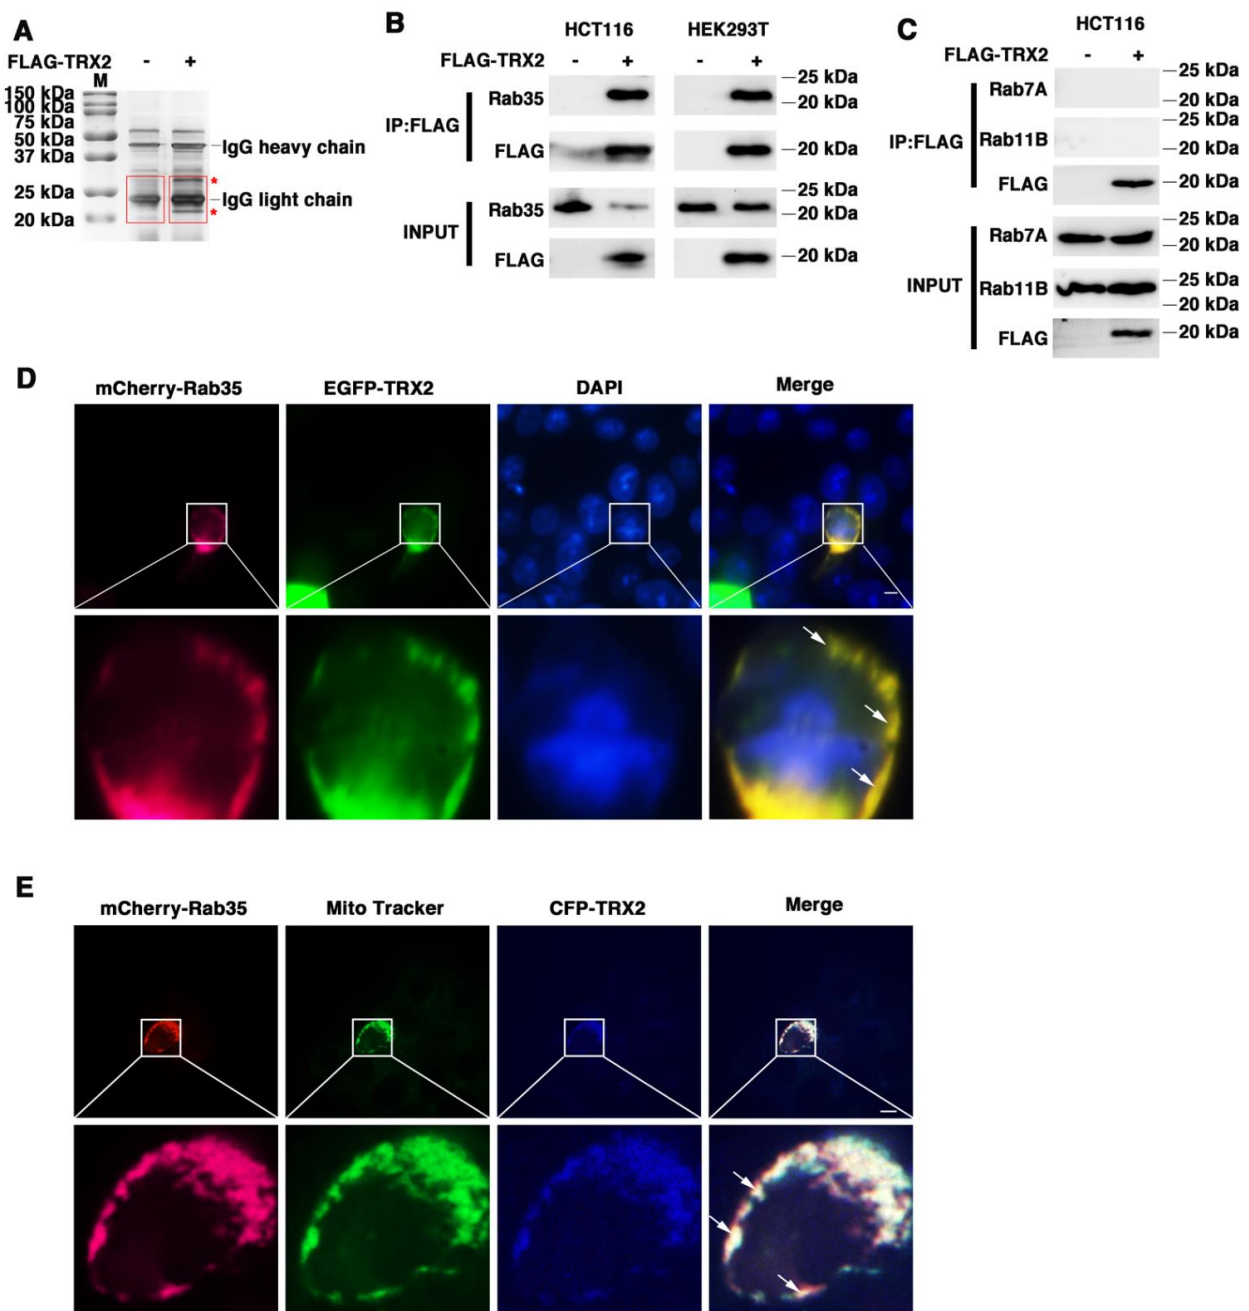 A
FLAG-TRX2 - +
M
150 kDa
100 kDa
75 kDa
50 kDa
37 kDa
25 kDa
20 kDa
IgG heavy chain
*
IgG light chain
*
B
HCT116 HEK293T
FLAG-TRX2 - + - +
IP:FLAG
Rab35
25 kDa
20 kDa
FLAG
20 kDa
INPUT
Rab35
25 kDa
20 kDa
FLAG
20 kDa
C
HCT116
FLAG-TRX2 - +
IP:FLAG
Rab7A
25 kDa
20 kDa
Rab11B
25 kDa
20 kDa
FLAG
20 kDa
INPUT
Rab7A
25 kDa
20 kDa
Rab11B
25 kDa
20 kDa
FLAG
20 kDa
D
mCherry-Rab35 EGFP-TRX2 DAPI Merge
E
mCherry-Rab35 Mito Tracker CFP-TRX2 Merge